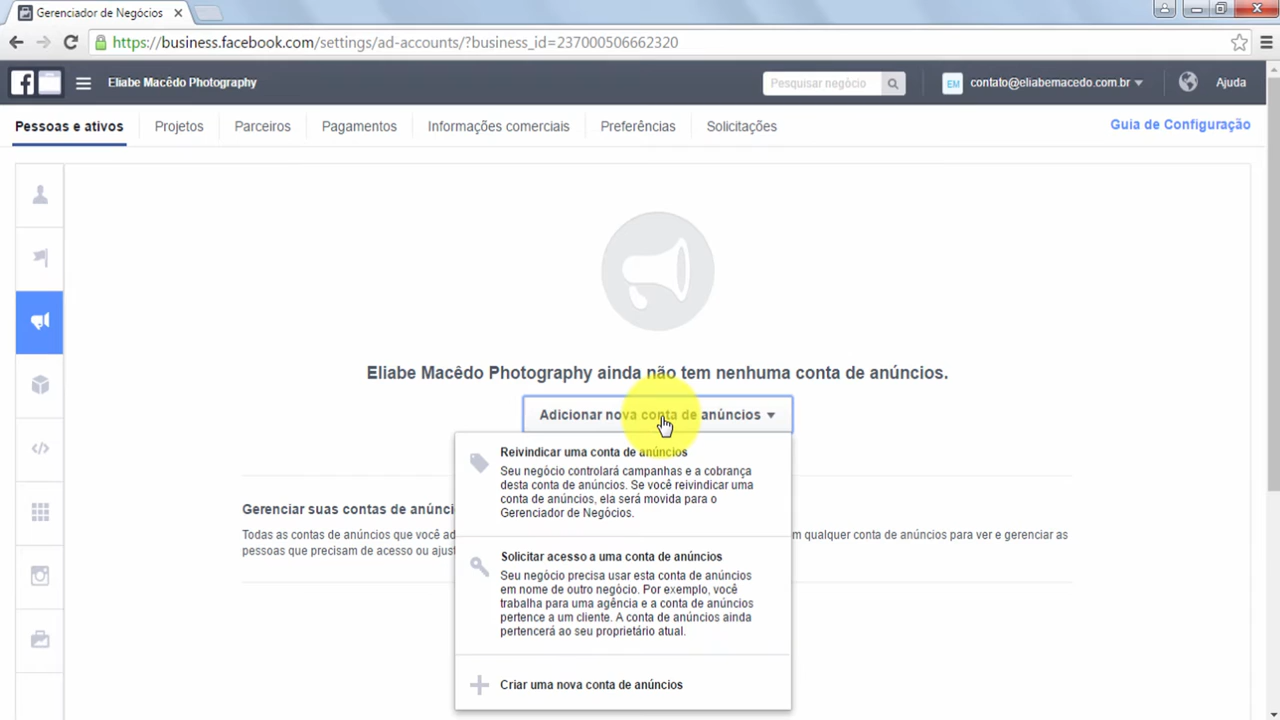 Gerenciador de Negócios
https://business.facebook.com/settings/ad-accounts/?business_id=237000506662320
Eliabe Macêdo Photography
Pesquisar negócio
EM
contato@eliabemacedo.com.br
Ajuda
Pessoas e ativos
Projetos
Parceiros
Pagamentos
Informações comerciais
Preferências
Solicitações
Guia de Configuração
Eliabe Macêdo Photography ainda não tem nenhuma conta de anúncios.
Adicionar nova conta de anúncios
Reivindicar uma conta de anúncios
Seu negócio controlará campanhas e a cobrança
desta conta de anúncios. Se você reivindicar uma
conta de anúncios, ela será movida para o
Gerenciador de Negócios.
Solicitar acesso a uma conta de anúncios
Seu negócio precisa usar esta conta de anúncios
em nome de outro negócio. Por exemplo, você
trabalha para uma agência e a conta de anúncios
pertence a um cliente. A conta de anúncios ainda
pertencerá ao seu proprietário atual.
Criar uma nova conta de anúncios
Gerenciar suas contas de anúnci
Todas as contas de anúncios que você ad
m qualquer conta de anúncios para ver e gerenciar as
pessoas que precisam de acesso ou ajust